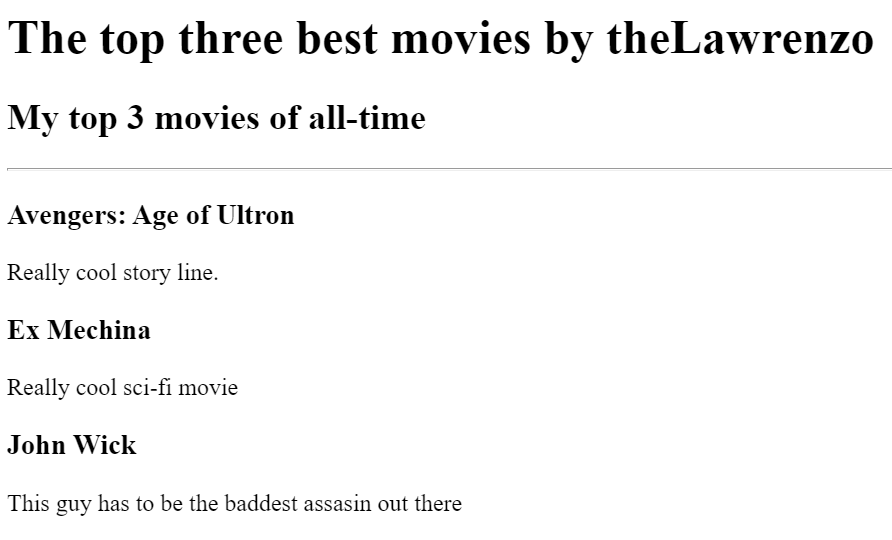 The top three best movies by theLawrenzo
My top 3 movies of all-time
Avengers: Age of Ultron
Really cool story line.
Ex Mechina
Really cool sci-fi movie
John Wick
This guy has to be the baddest assasin out there